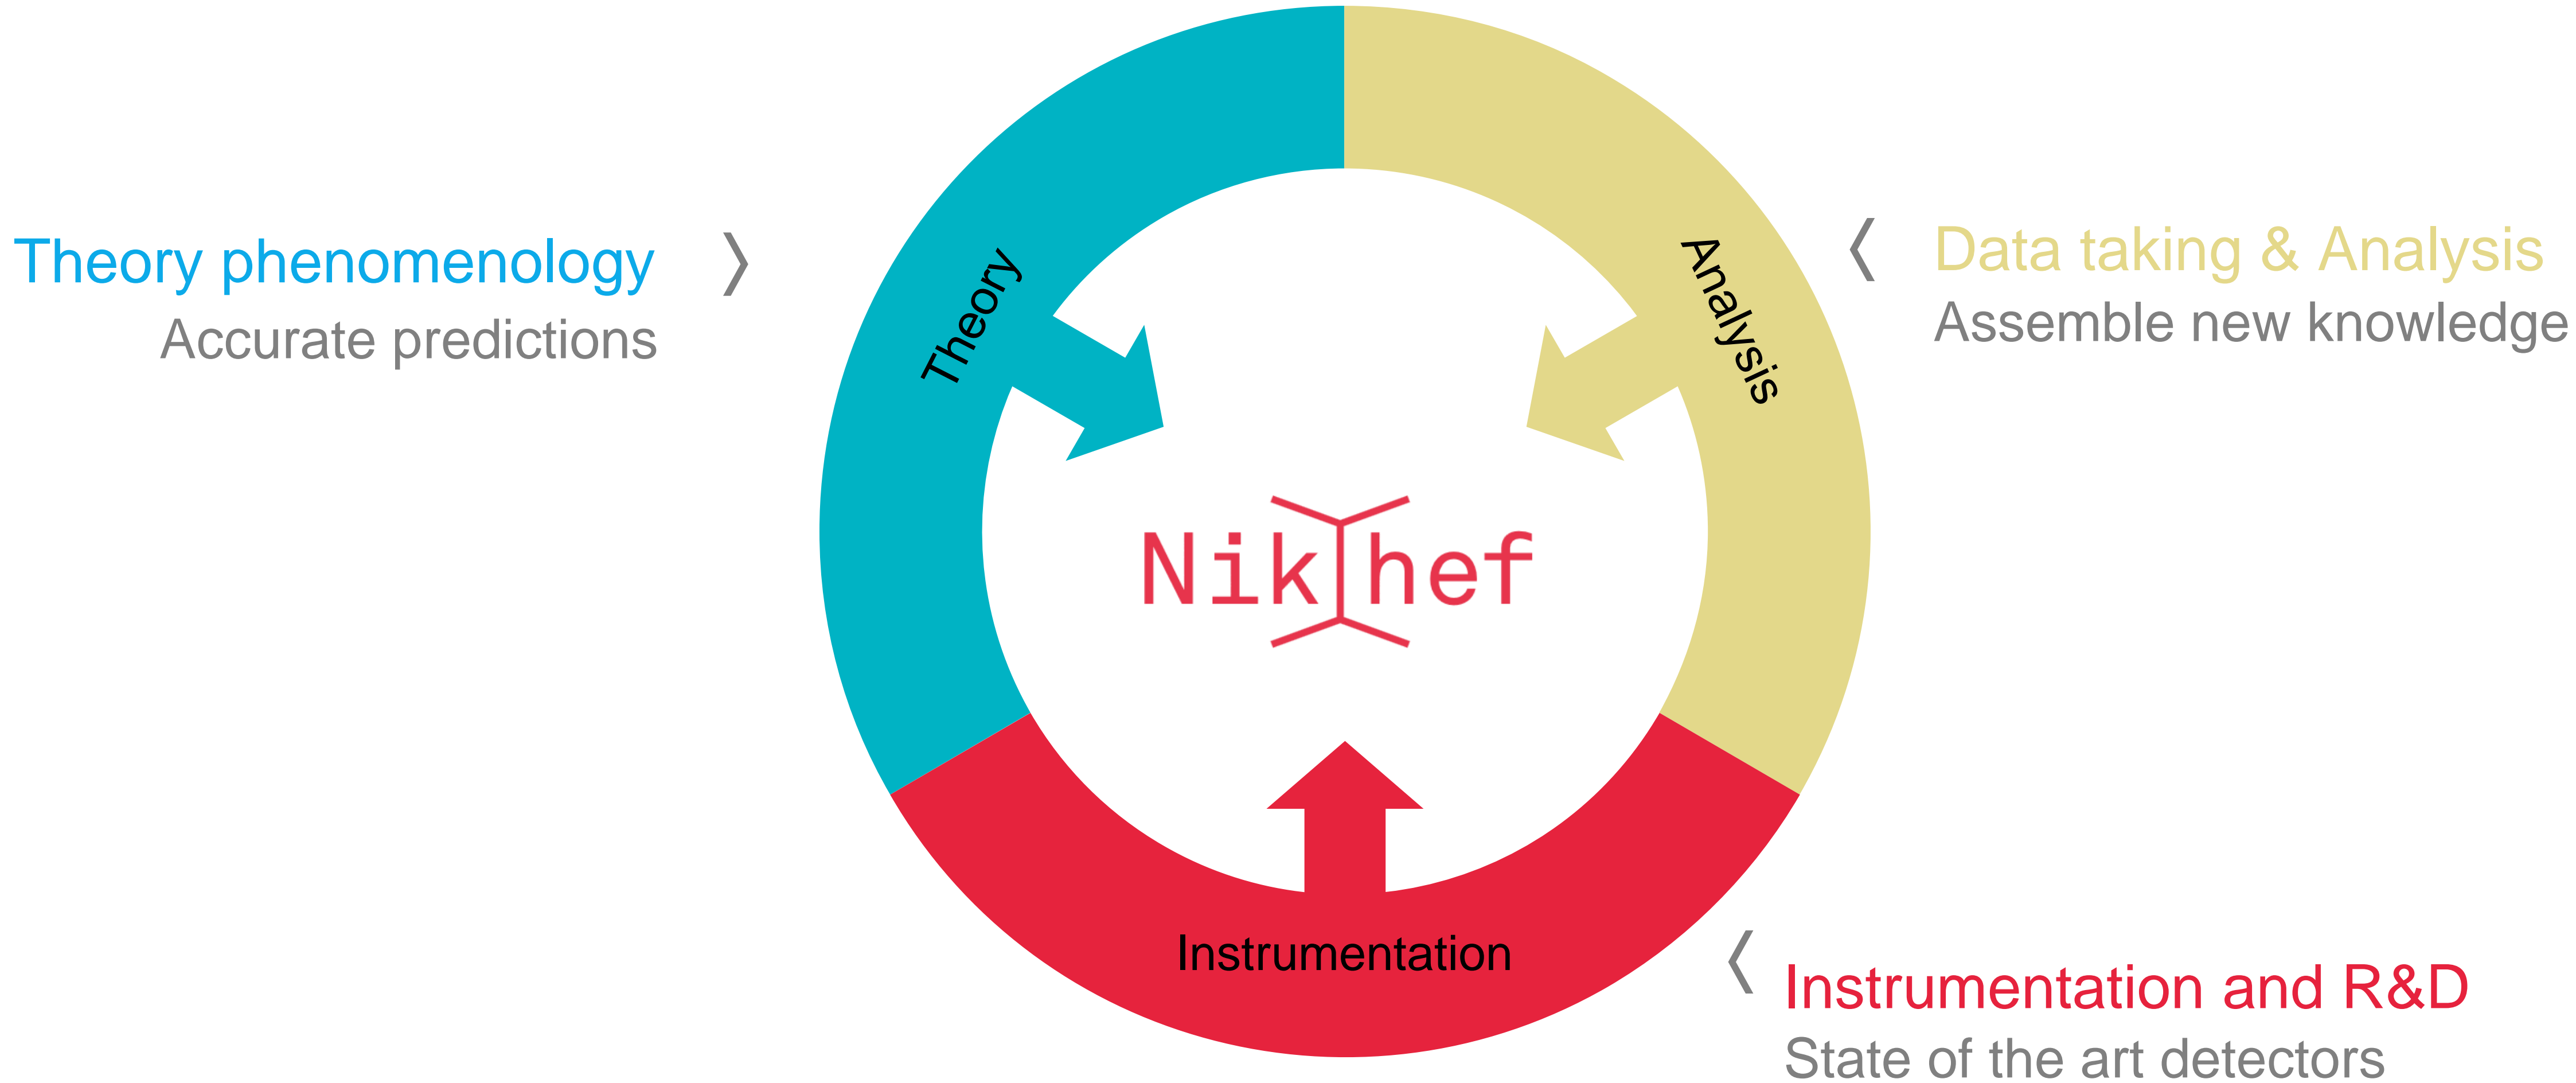 Theory phenomenology
Accurate predictions
Theory
Analysis
Data taking & Analysis
Assemble new knowledge
Nikhef
Instrumentation
Instrumentation and R&D
State of the art detectors